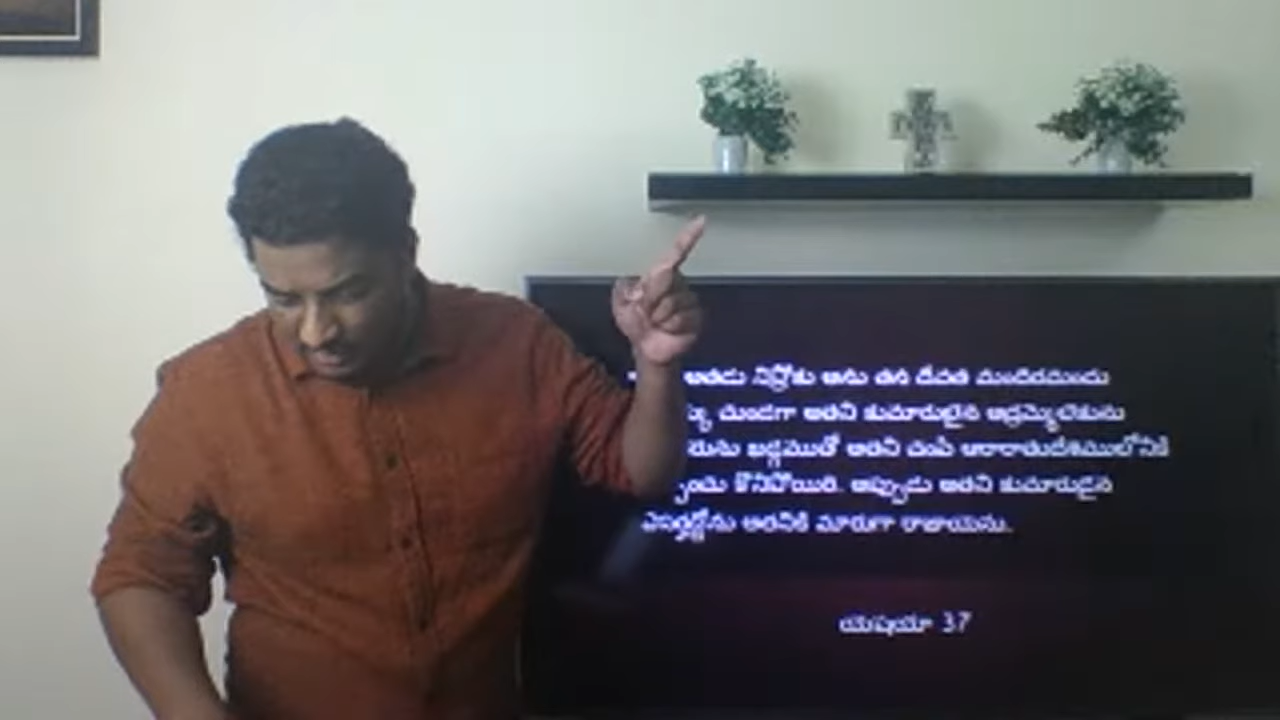 అతడు నిస్రోకు అను తన దేవత మందిరమందు
చుండగా అతని కుమారులైన అద్రమ్మెలెకును
ఖడ్గముతో అతని చంపి అరారాతుదేశములోనికి
కొనిపోయిరి. అప్పుడు అతని కుమారుడైన
ఎసర్హద్దోను అతనికి మారుగా రాజాయెను.
యెషయా 37